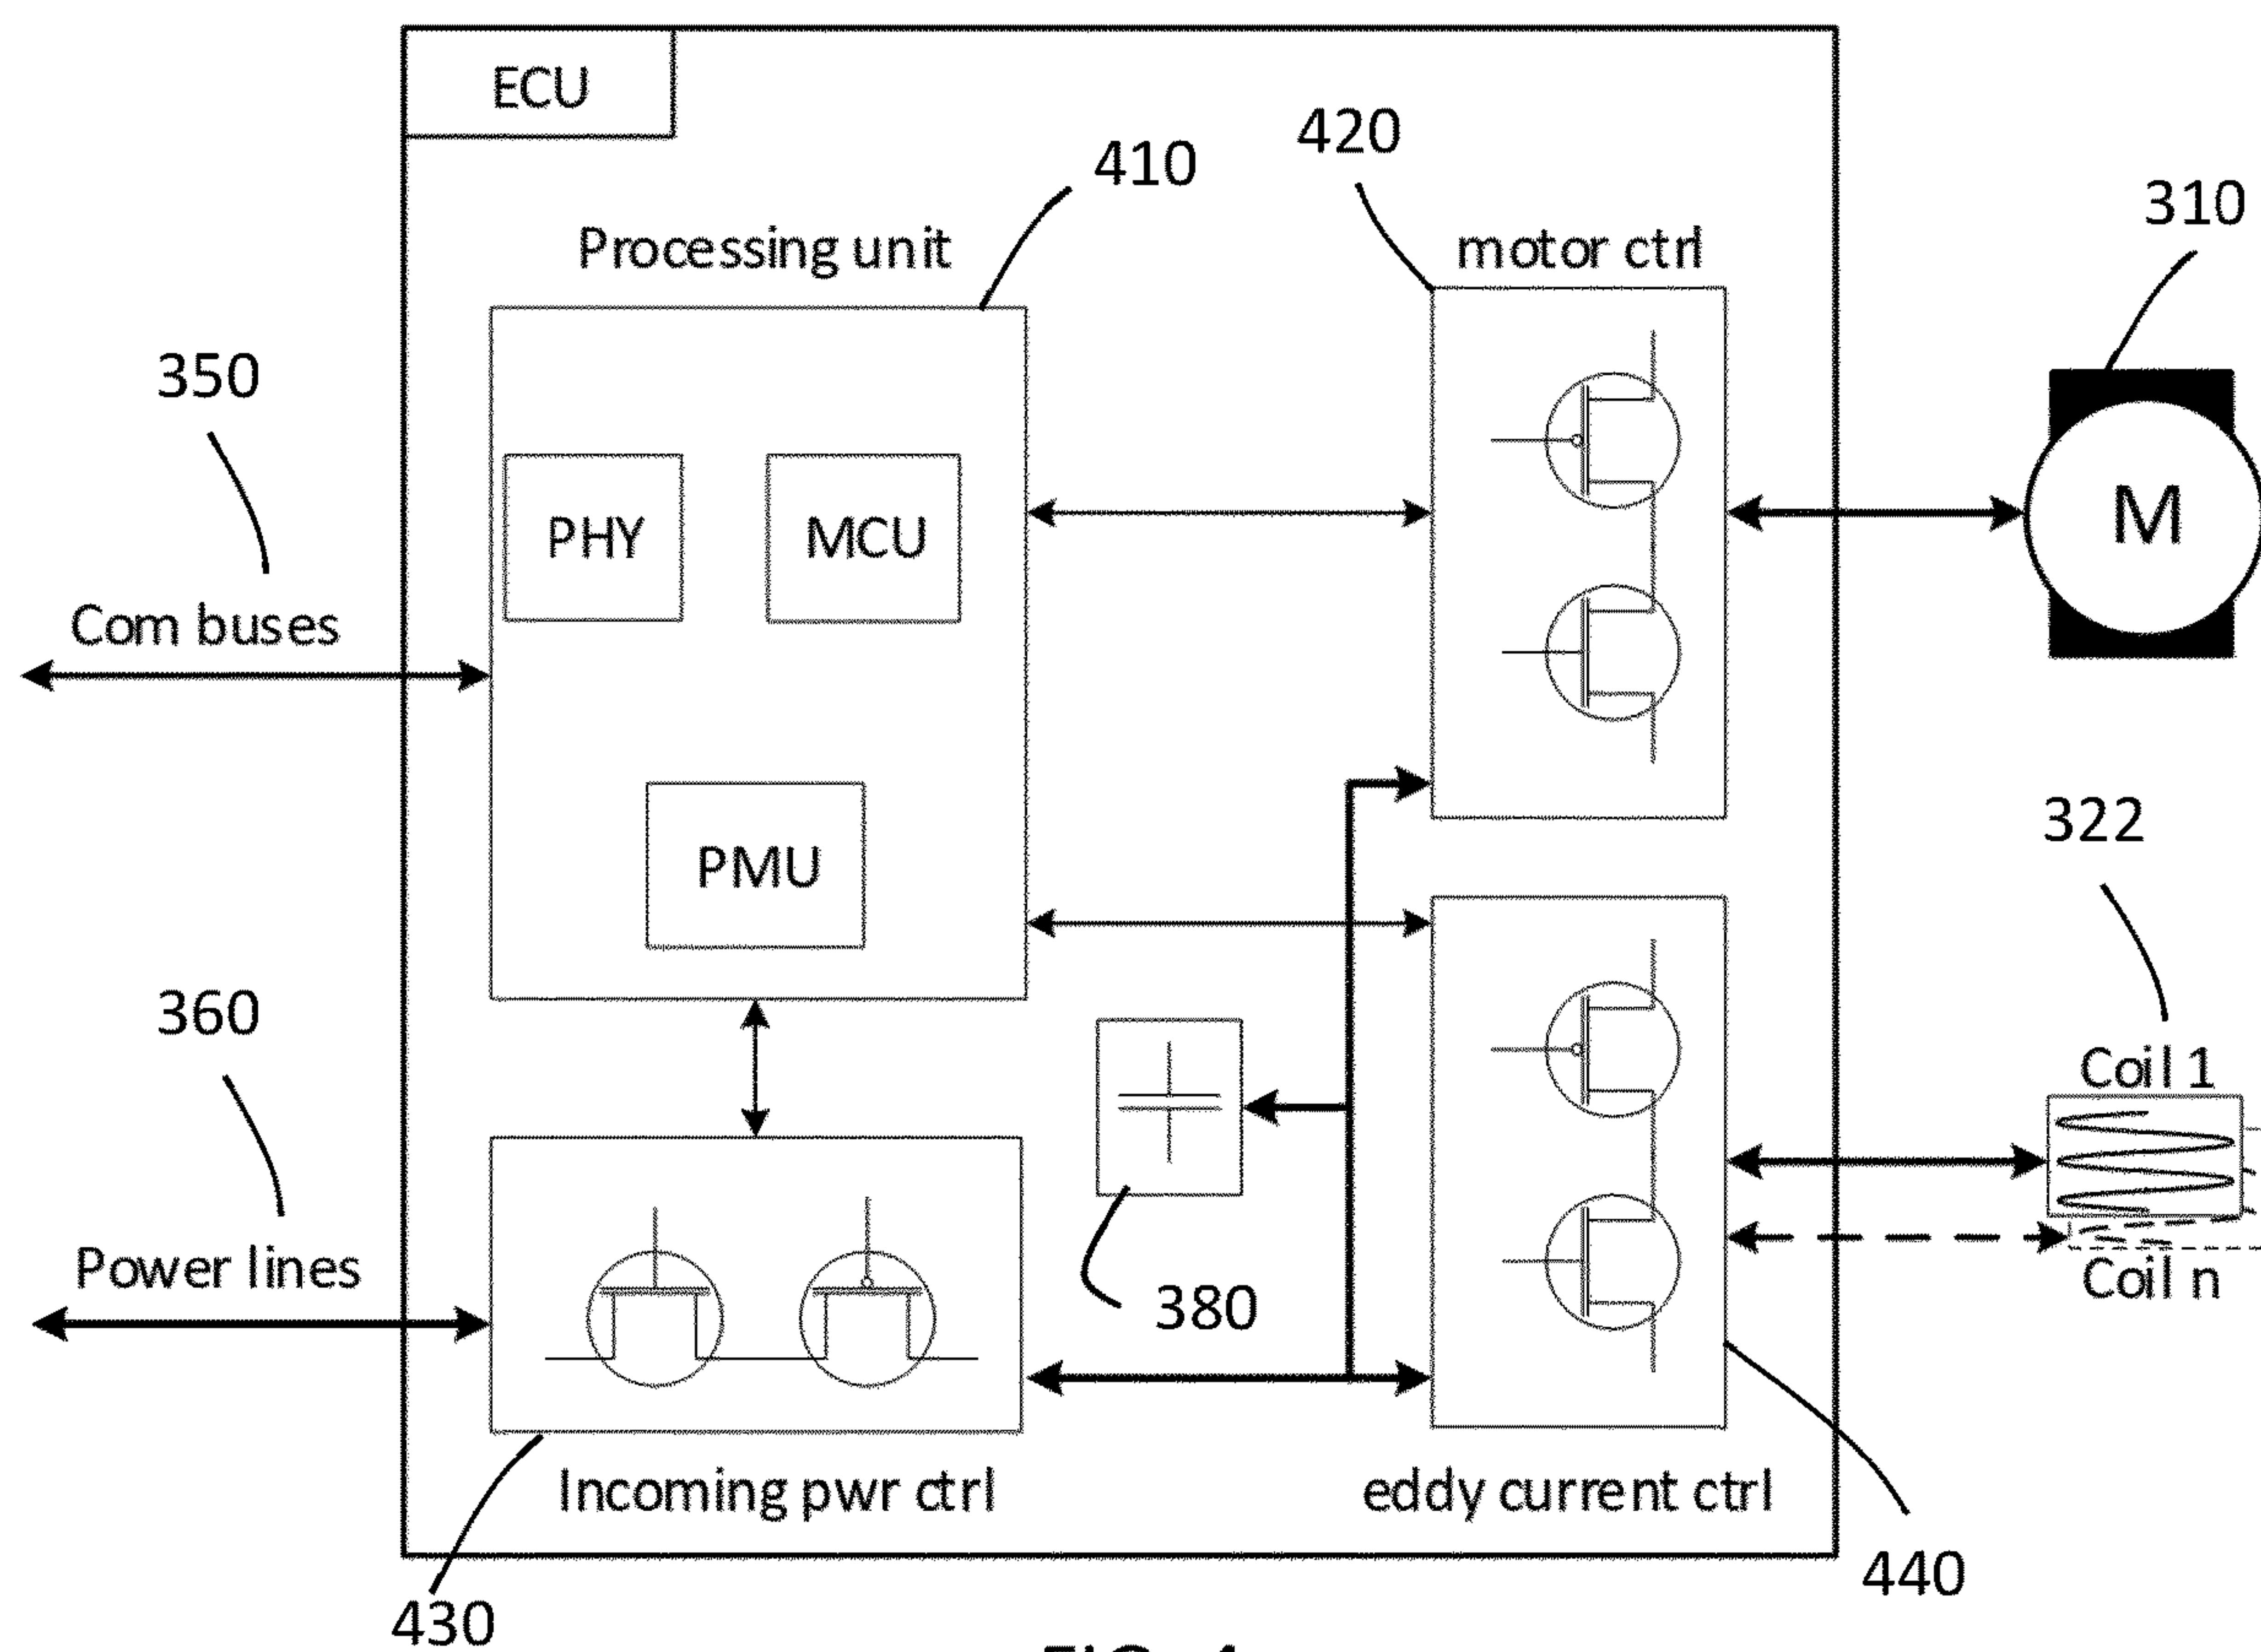 ECU
410
420
310
Processing unit
motor ctrl
350
PHY
MCU
M
Com buses
PMU
322
360
Coil 1
Power lines
380
Coil n
Incoming pwr ctrl
eddy current ctrl
440
430